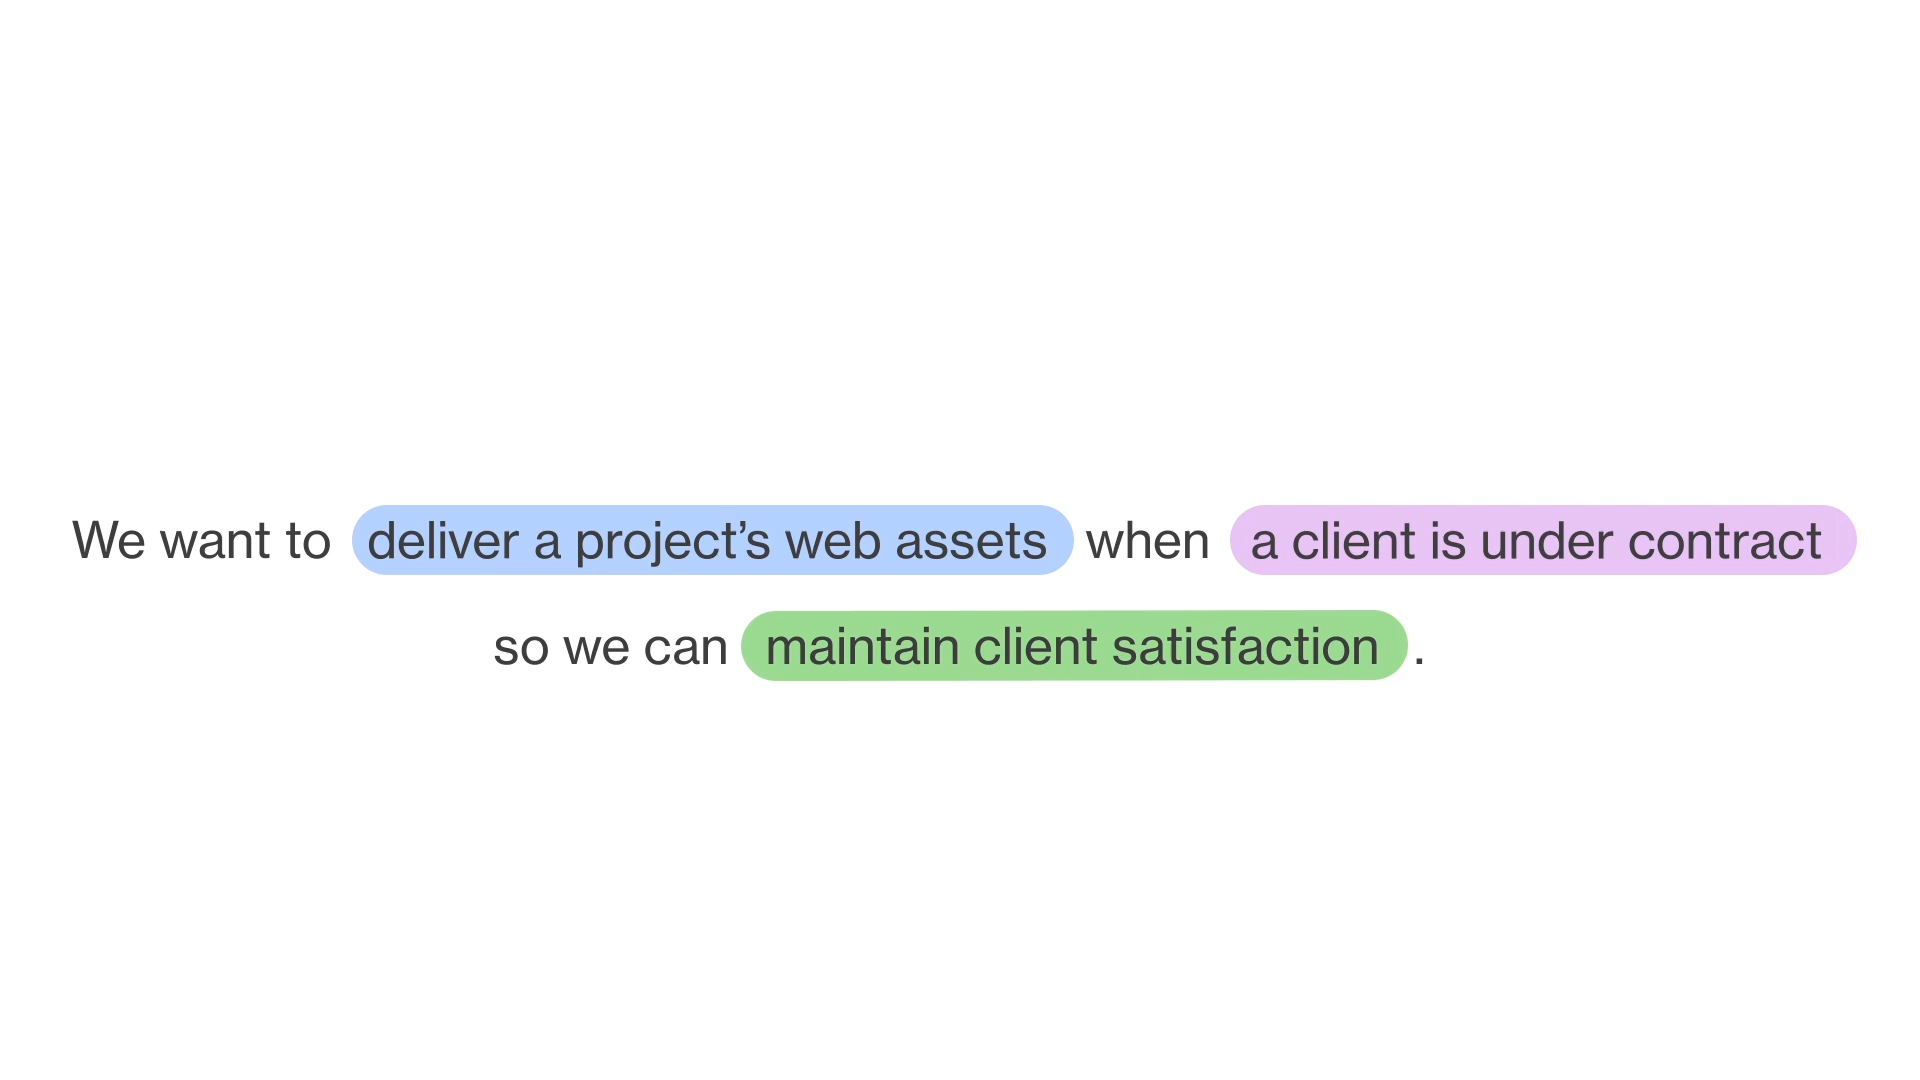 We want to deliver a project’s web assets when a client is under contract
so we can maintain client satisfaction .